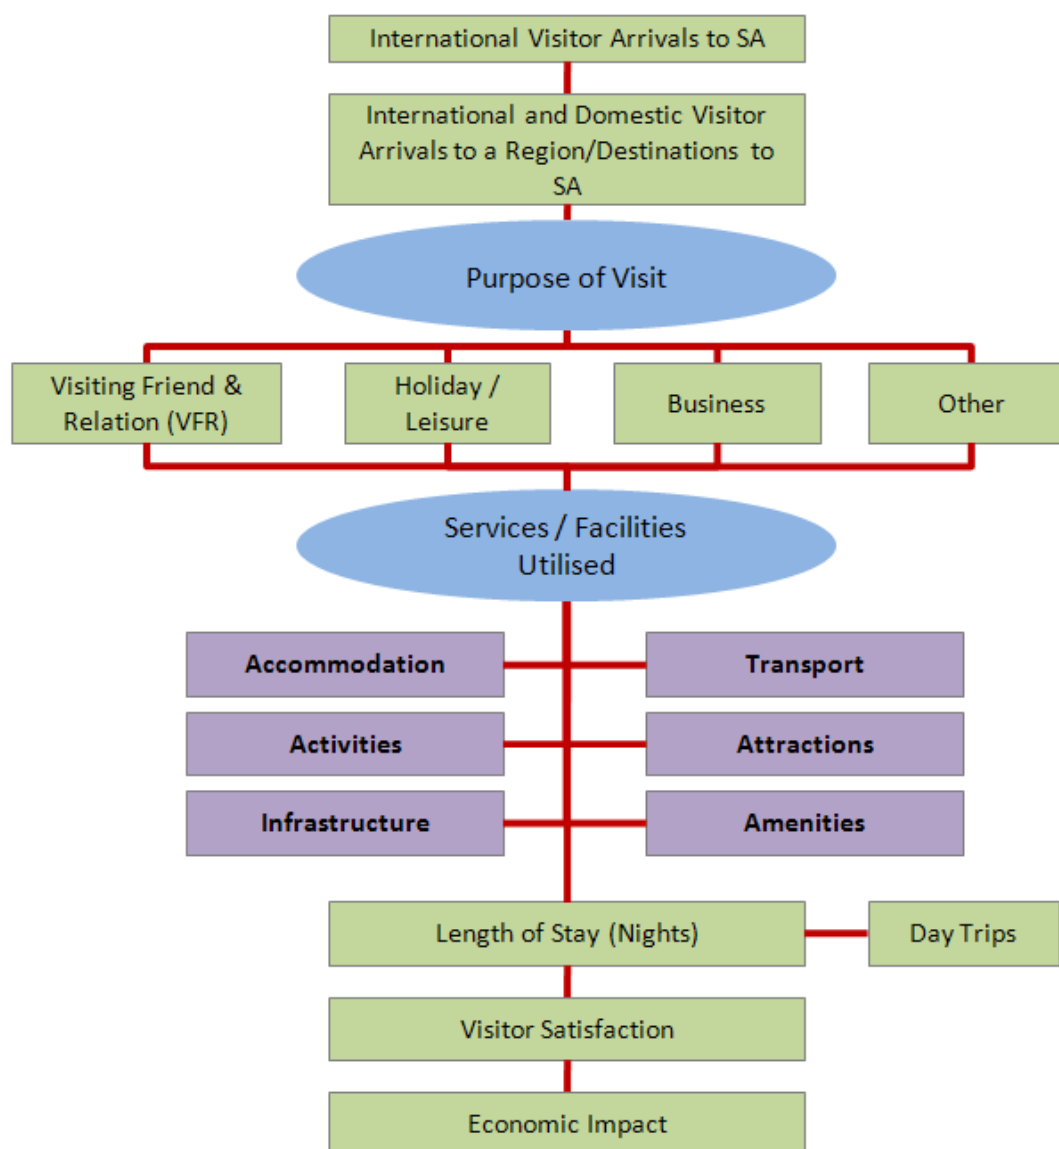 International Visitor Arrivals to SA
International and Domestic Visitor
Arrivals to a Region/Destinations to
SA
Purpose of Visit
Visiting Friend &
Relation (VFR)
Holiday /
Leisure
Business
Other
Services / Facilities
Utilised
Accommodation
Transport
Activities
Attractions
Infrastructure
Amenities
Length of Stay (Nights)
Day Trips
Visitor Satisfaction
Economic Impact